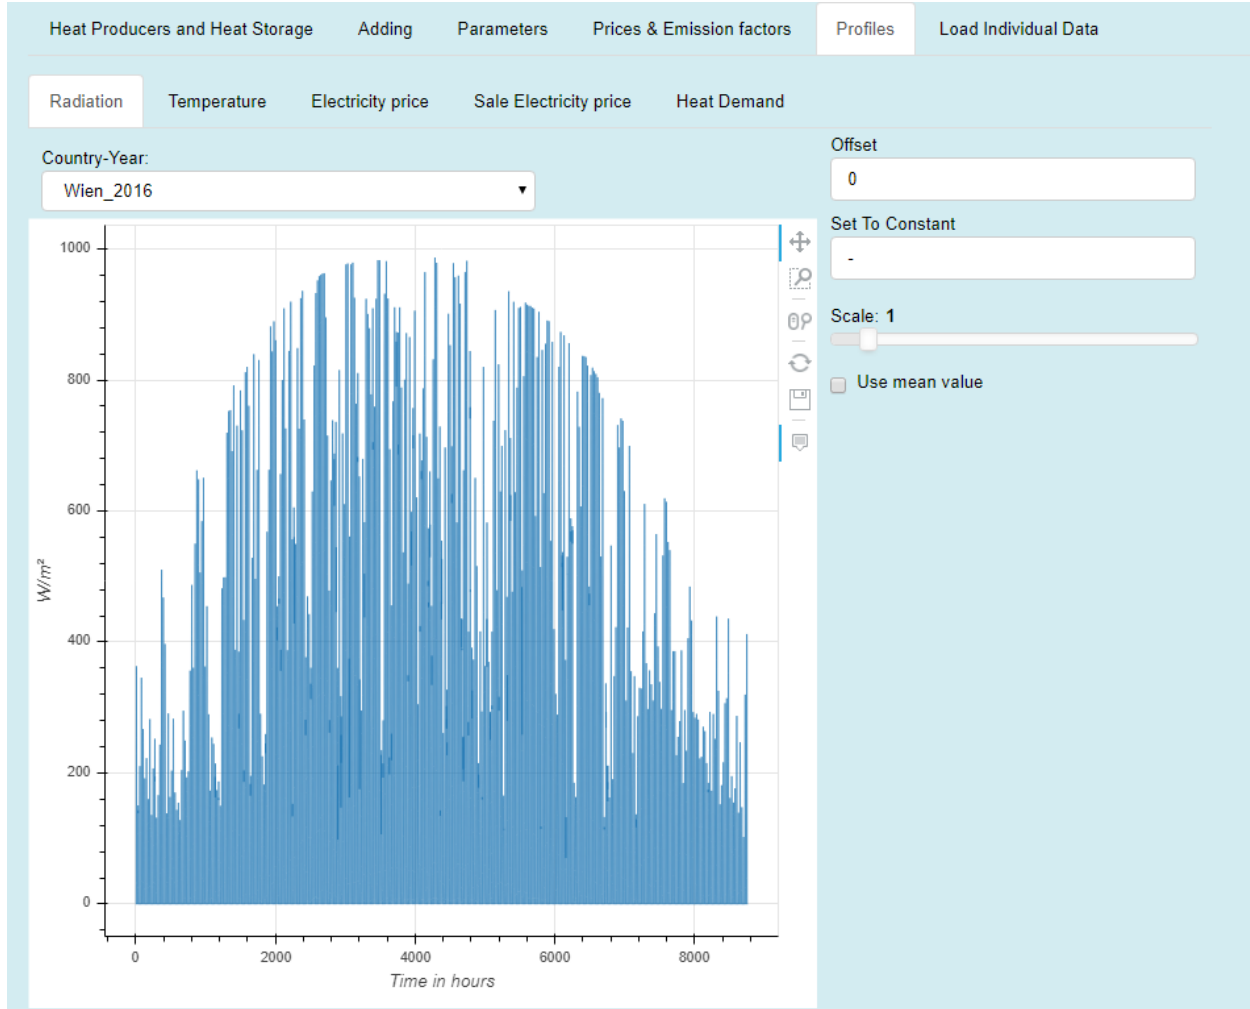 Heat Producers and Heat Storage Adding Parameters Prices & Emission factors Profiles Load Individual Data
Radiation Temperature Electricity price Sale Electricity price Heat Demand
Country-Year:
Wien_2016
Offset
0
Set To Constant
-
Scale: 1
Use mean value
1000
800
600
400
200
0
W/m²
0 2000 4000 6000 8000
Time in hours